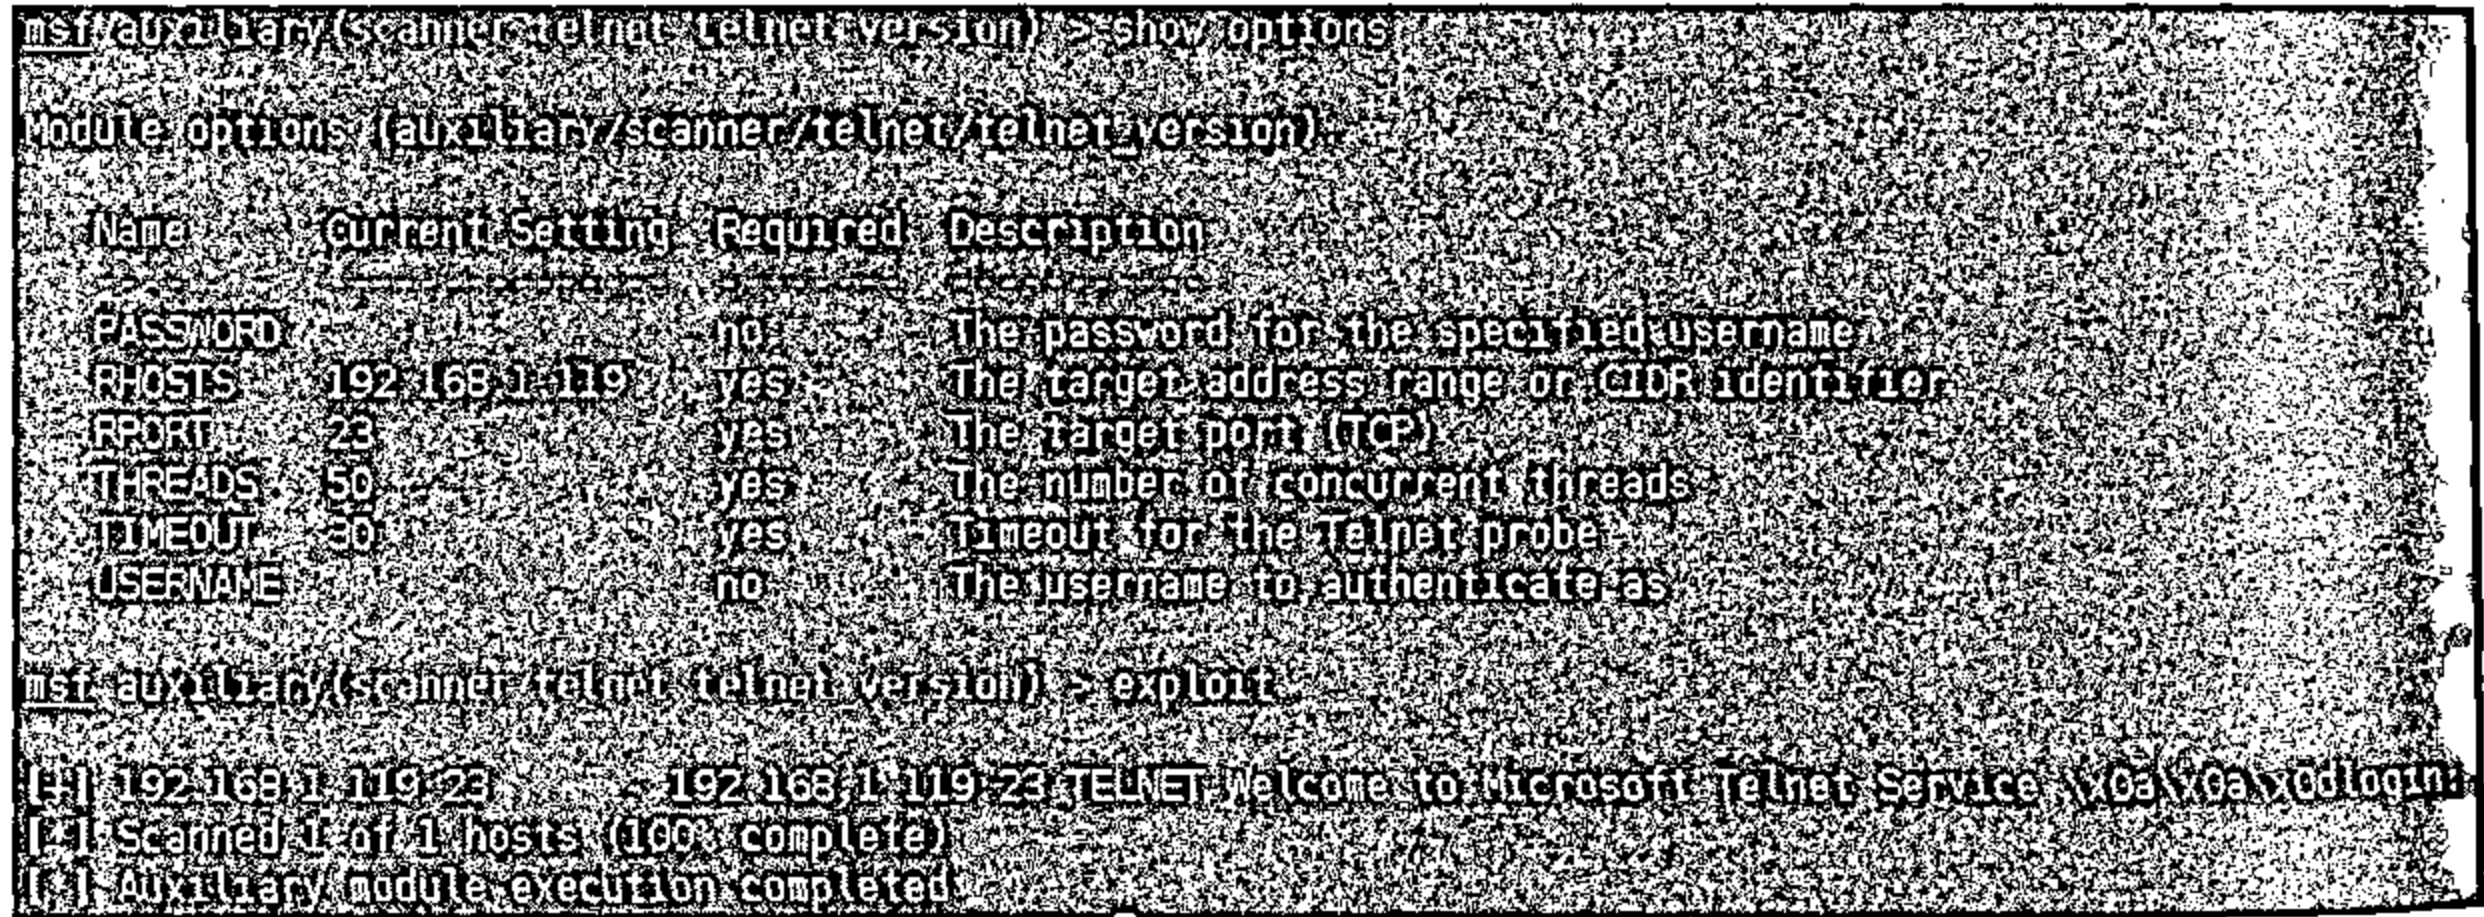 msf auxiliary(scanner/telnet/telnet_version) > show options
Module options (auxiliary/scanner/telnet/telnet_version):
Name Current Setting Required Description
---- --------------- -------- -----------
PASSWORD no The password for the specified username
RHOSTS 192.168.1.119 yes The target address range or CIDR identifier
RPORT 23 yes The target port (TCP)
THREADS 50 yes The number of concurrent threads
TIMEOUT 30 yes Timeout for the Telnet probe
USERNAME no The username to authenticate as
msf auxiliary(scanner/telnet/telnet_version) > exploit
[+] 192.168.1.119:23 - 192.168.1.119:23 TELNET Welcome to Microsoft Telnet Service \x0a\x0a\x0dlogin:
[*] Scanned 1 of 1 hosts (100% complete)
[*] Auxiliary module execution completed